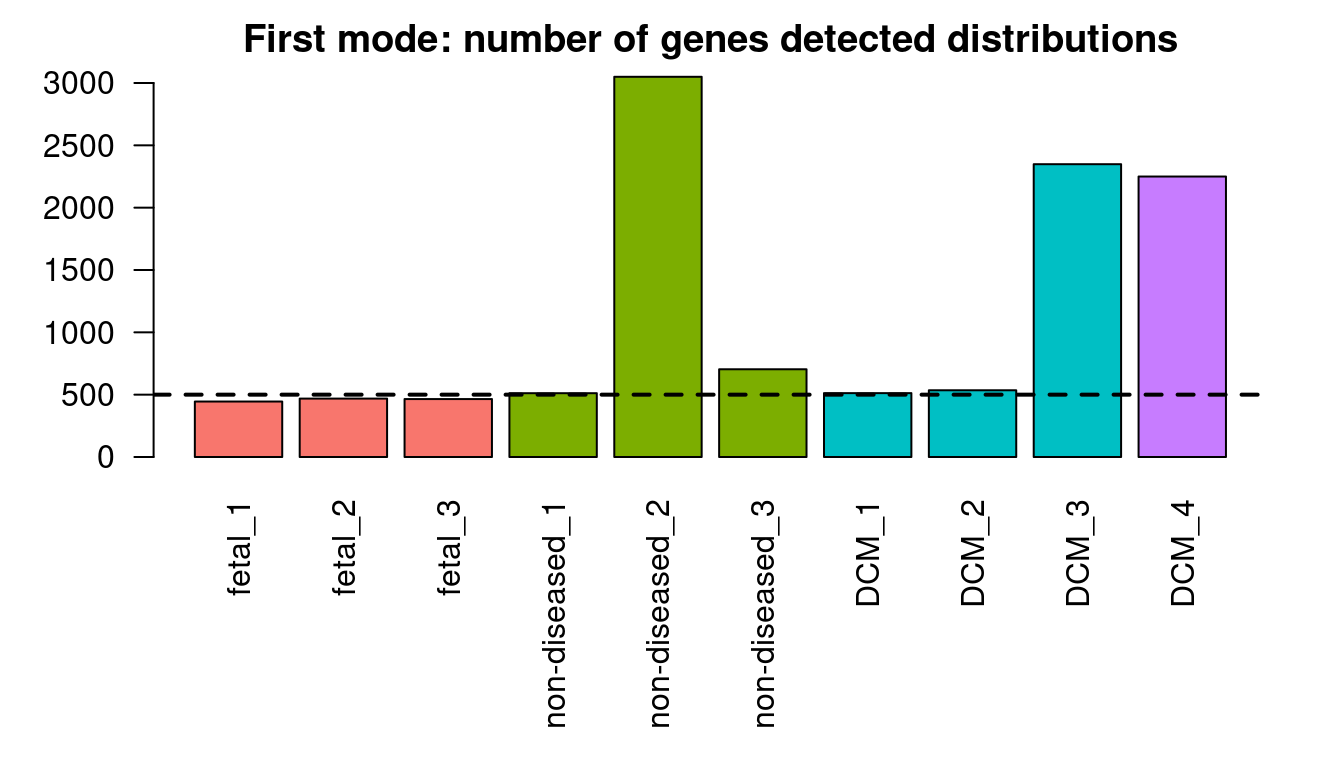 First mode: number of genes detected distributions
3000
2500
2000
1500
1000
500
0
fetal_1
fetal_2
fetal_3
non-diseased_1
non-diseased_2
non-diseased_3
DCM_1
DCM_2
DCM_3
DCM_4